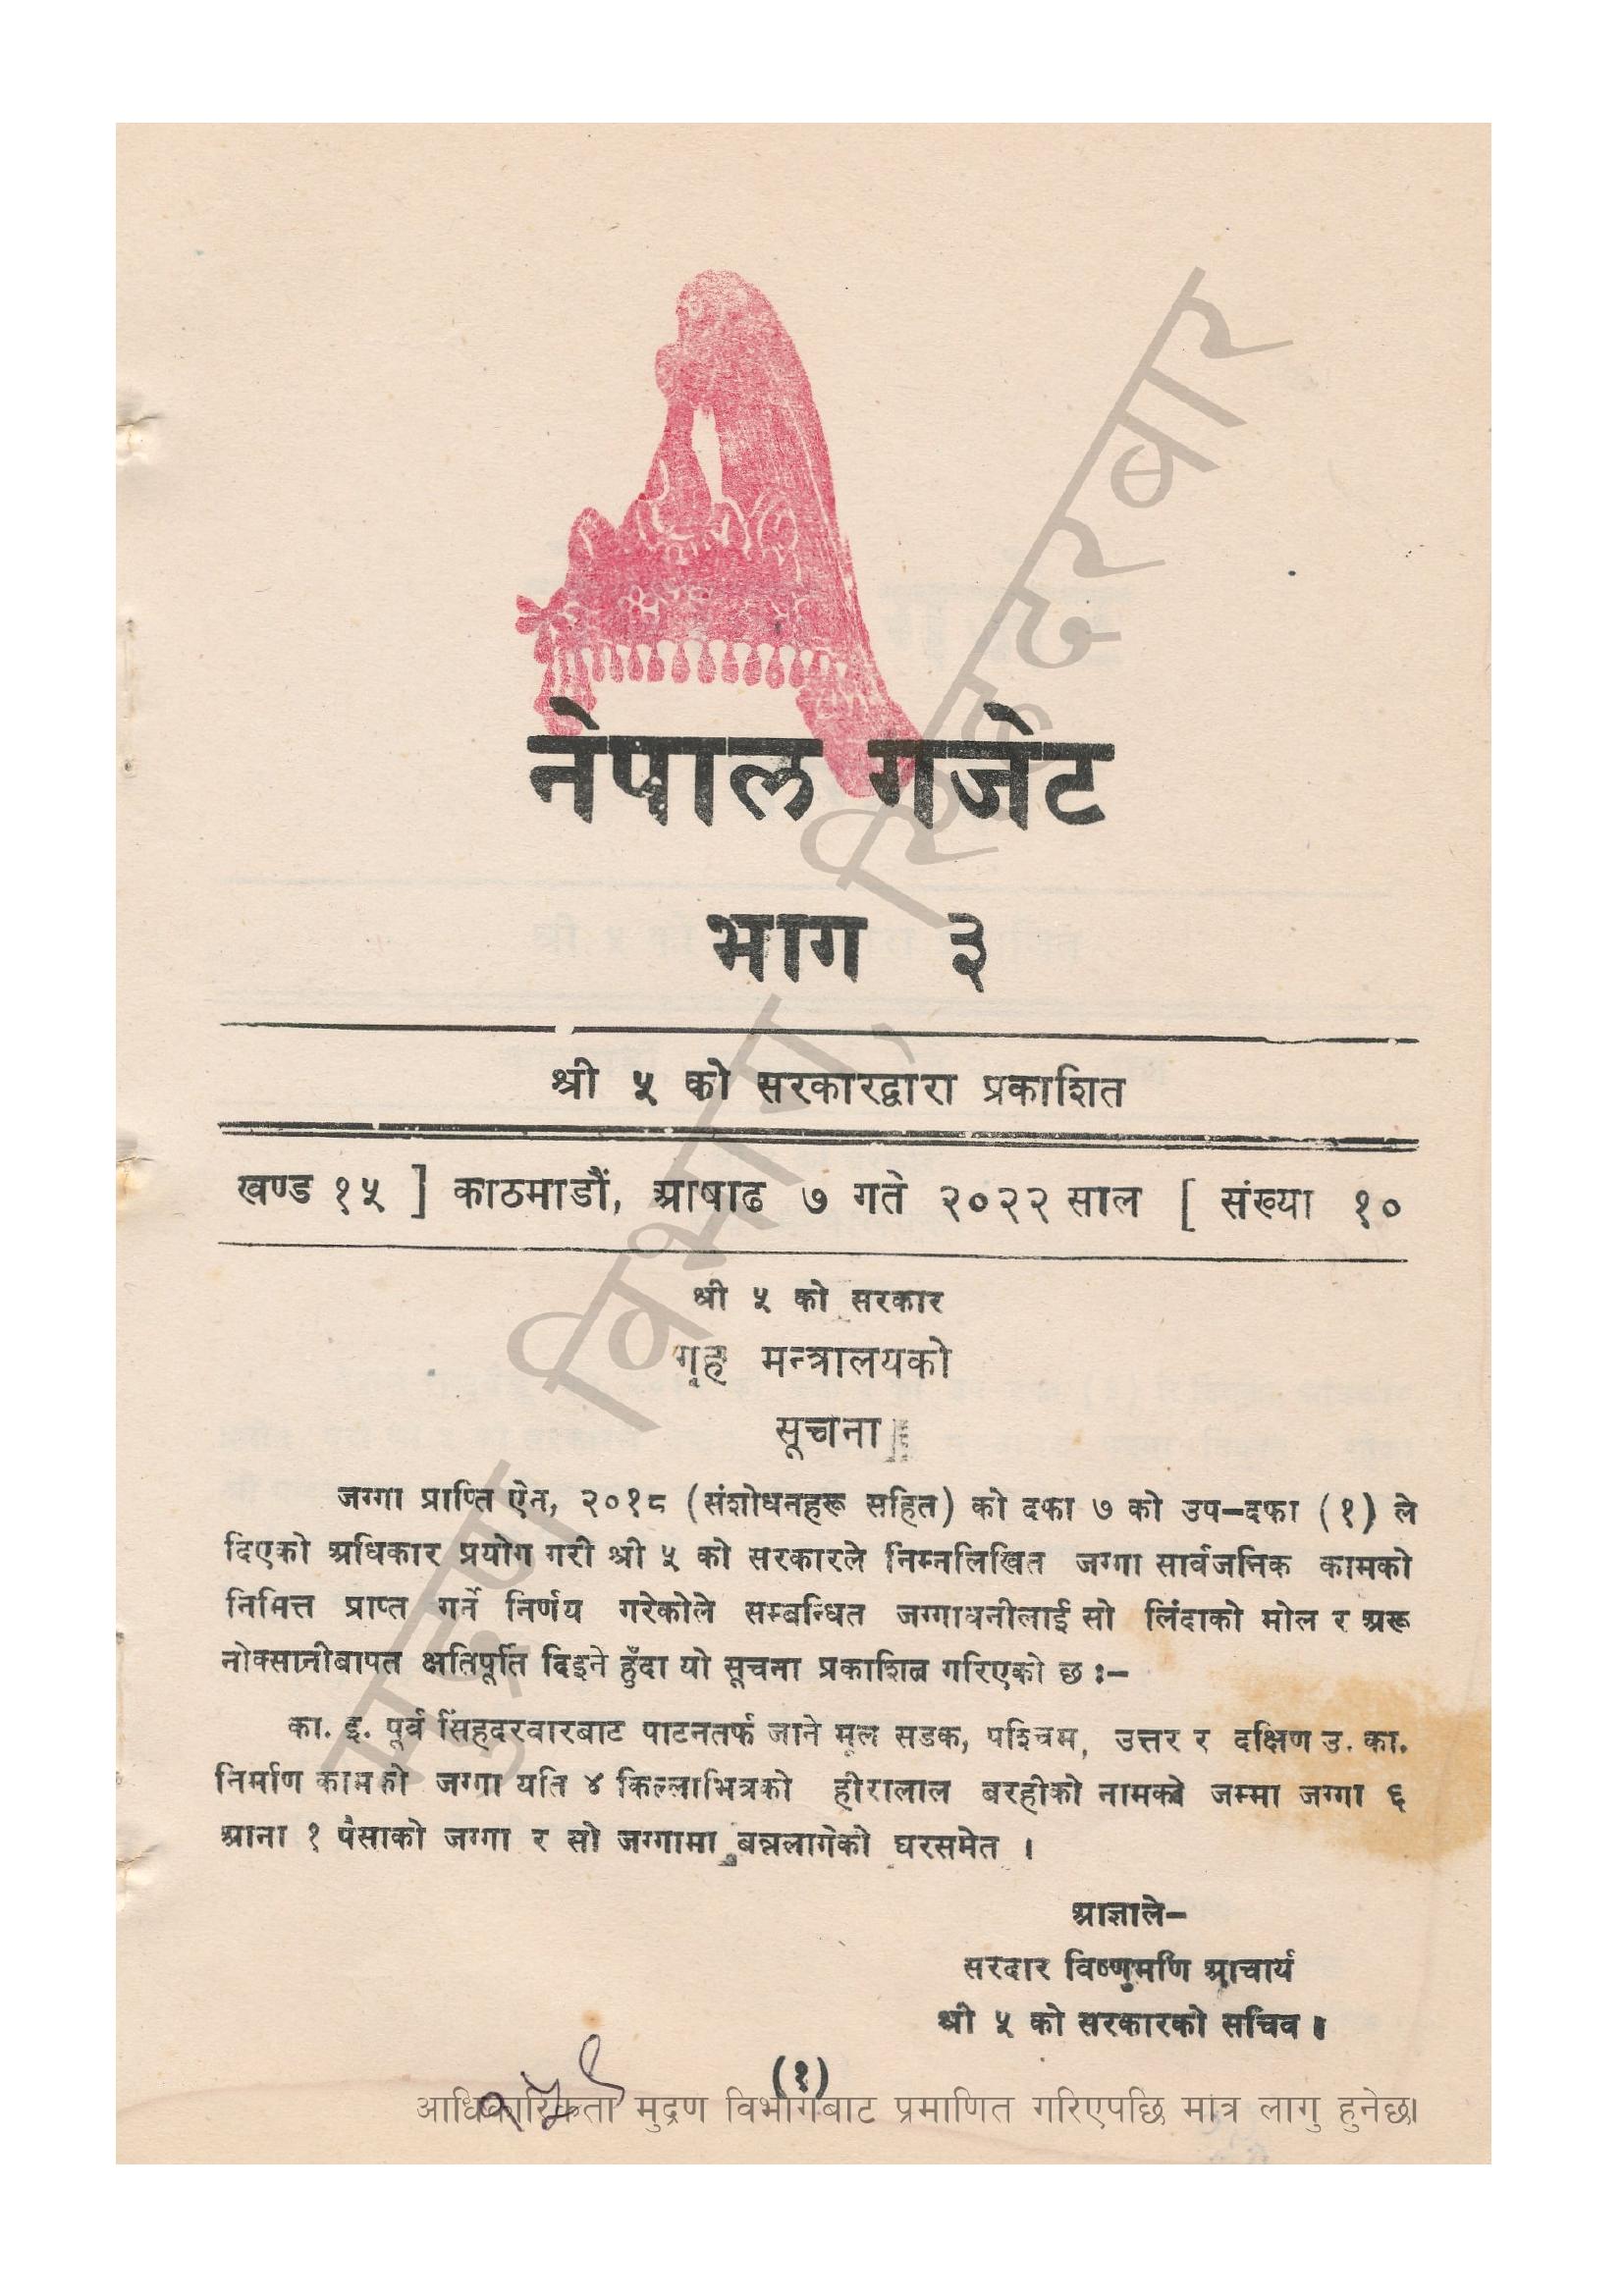 नेपाल गजेट
भाग ३
श्री ५ को सरकारद्वारा प्रकाशित
खण्ड १५ ] काठमाडौं, आषाढ ७ गते २०२२ साल [ संख्या १०
श्री ५ को सरकार
गृह मन्त्रालयको
सूचना
जग्गा प्राप्ति ऐन, २०१८ (संशोधनहरू सहित) को दफा ७ को उप-दफा (१) ले
दिएको अधिकार प्रयोग गरी श्री ५ को सरकारले निम्नलिखित जग्गा सार्वजनिक कामको
निमित्त प्राप्त गर्ने निर्णय गरेकोले सम्बन्धित जग्गाधनीलाई सो लिंदाको मोल र अरू
नोक्सानीबापत क्षतिपूर्ति दिइने हुँदा यो सूचना प्रकाशित गरिएको छ :-
का. इ. पूर्व सिंहदरवारबाट पाटनतर्फ जाने मूल सडक, पश्चिम, उत्तर र दक्षिण उ. का.
निर्माण कामको जग्गा यति ४ किल्लाभित्रको हीरालाल बरहीको नामको जम्मा जग्गा ६
आना १ पैसाको जग्गा र सो जग्गामा बन्नलागेको घरसमेत ।
आज्ञाले-
सरदार विष्णुमणि आचार्य
श्री ५ को सरकारको सचिव ।
(१)
आधिकारिकता मुद्रण विभागबाट प्रमाणित गरिएपछि मात्र लागु हुनेछ।
मुद्रण विभाग, सिंहदरवार